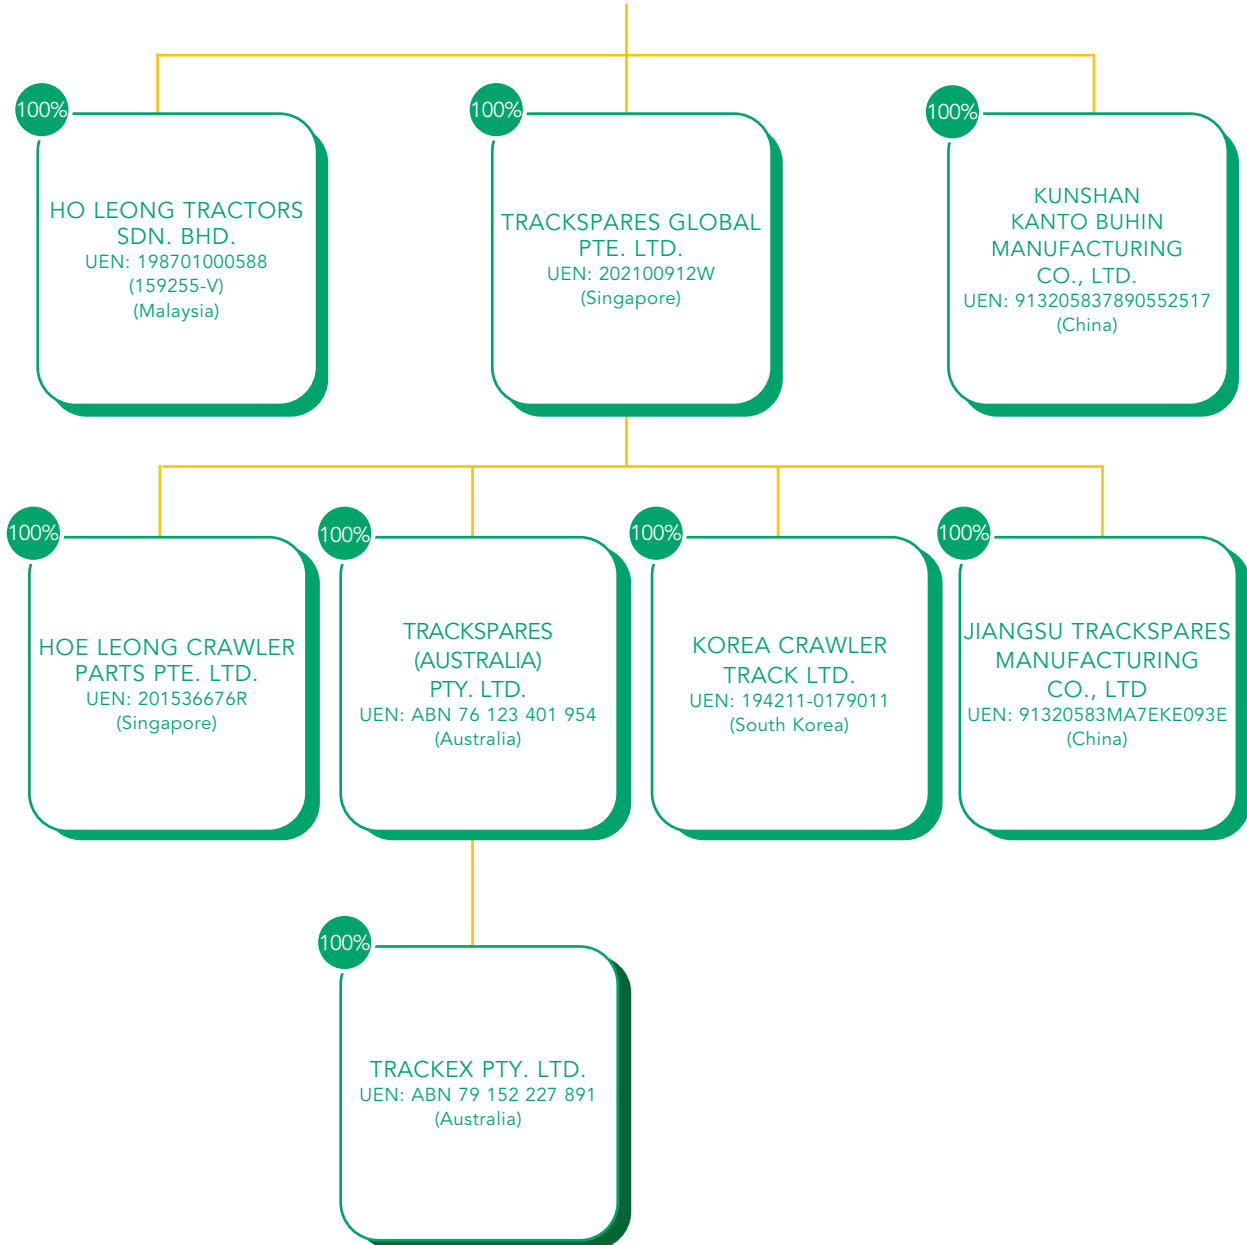 100%
HO LEONG TRACTORS
SDN. BHD.
UEN: 198701000588
(159255-V)
(Malaysia)
100%
TRACKSPARES GLOBAL
PTE. LTD.
UEN: 202100912W
(Singapore)
100%
KUNSHAN
KANTO BUHIN
MANUFACTURING
CO., LTD.
UEN: 913205837890552517
(China)
100%
HOE LEONG CRAWLER
PARTS PTE. LTD.
UEN: 201536676R
(Singapore)
100%
TRACKSPARES
(AUSTRALIA)
PTY. LTD.
UEN: ABN 76 123 401 954
(Australia)
100%
KOREA CRAWLER
TRACK LTD.
UEN: 194211-0179011
(South Korea)
100%
JIANGSU TRACKSPARES
MANUFACTURING
CO., LTD
UEN: 91320583MA7EKE093E
(China)
100%
TRACKEX PTY. LTD.
UEN: ABN 79 152 227 891
(Australia)